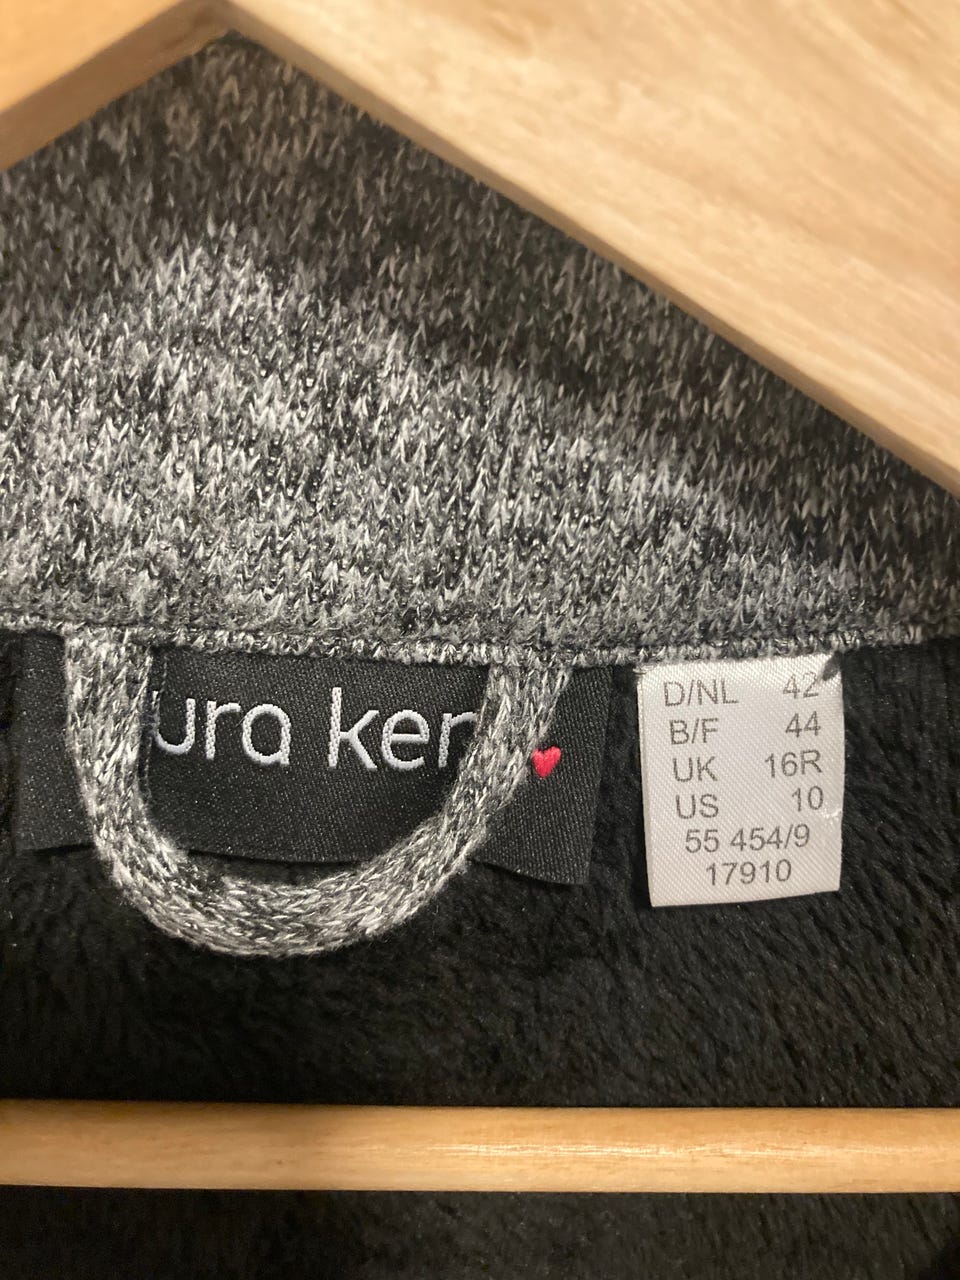 ura ker
D/NL 42
B/F 44
UK 16R
US 10
55 454/9
17910